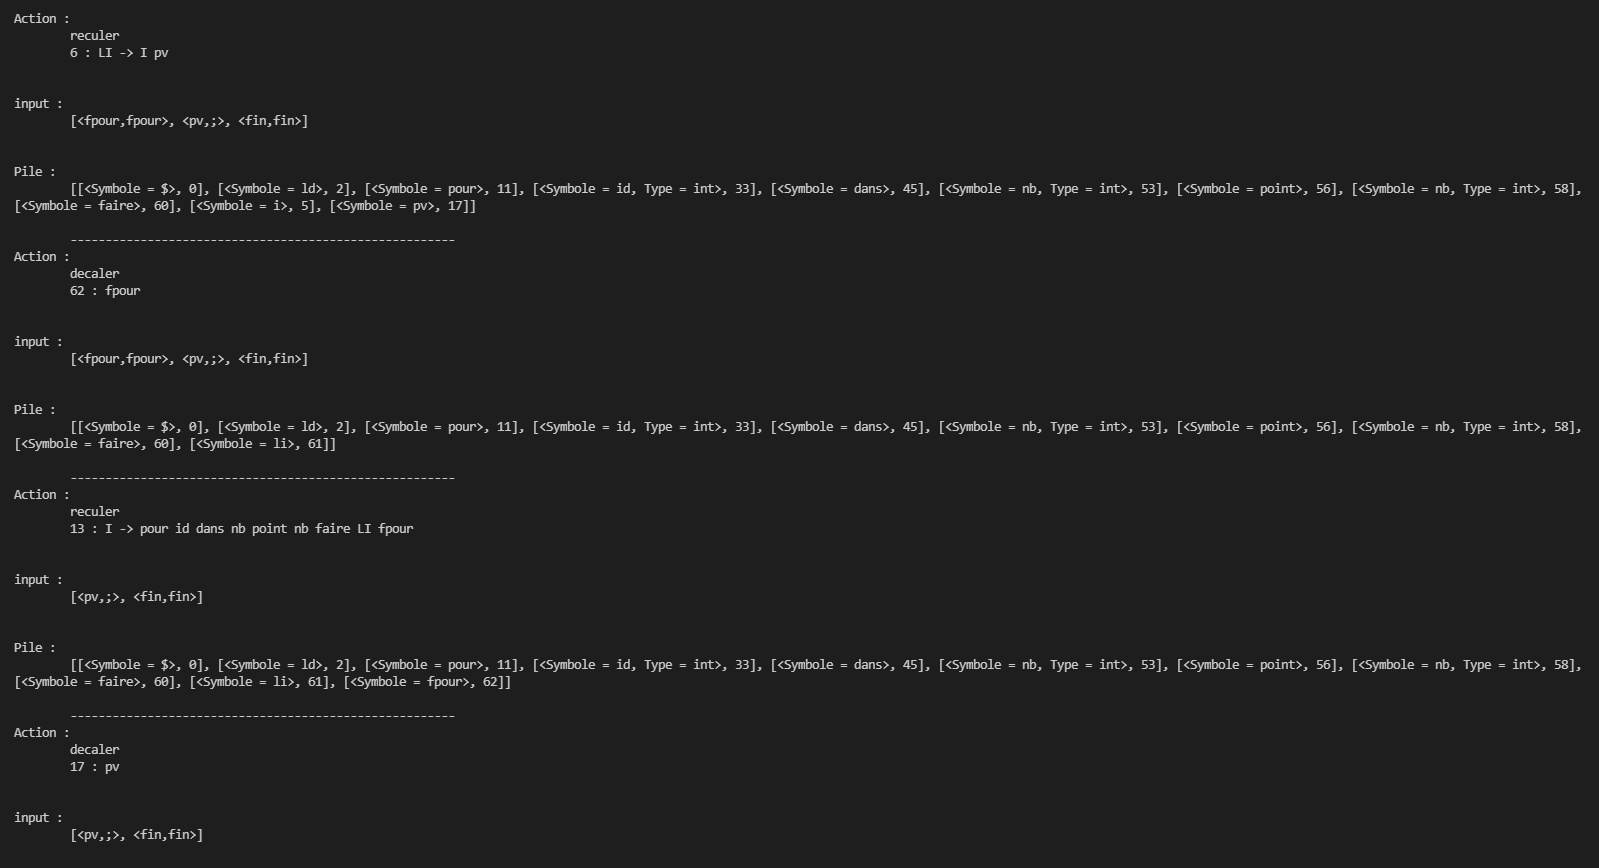 Action :
reculer
6 : LI -> I pv
input :
[<fpour,fpour>, <pv,;>, <fin,fin>]
Pile :
[[<Symbole = $>, 0], [<Symbole = ld>, 2], [<Symbole = pour>, 11], [<Symbole = id, Type = int>, 33], [<Symbole = dans>, 45], [<Symbole = nb, Type = int>, 53], [<Symbole = point>, 56], [<Symbole = nb, Type = int>, 58],
[<Symbole = faire>, 60], [<Symbole = i>, 5], [<Symbole = pv>, 17]]
-------------------------------------------------------
Action :
decaler
62 : fpour
input :
[<fpour,fpour>, <pv,;>, <fin,fin>]
Pile :
[[<Symbole = $>, 0], [<Symbole = ld>, 2], [<Symbole = pour>, 11], [<Symbole = id, Type = int>, 33], [<Symbole = dans>, 45], [<Symbole = nb, Type = int>, 53], [<Symbole = point>, 56], [<Symbole = nb, Type = int>, 58],
[<Symbole = faire>, 60], [<Symbole = li>, 61]]
-------------------------------------------------------
Action :
reculer
13 : I -> pour id dans nb point nb faire LI fpour
input :
[<pv,;>, <fin,fin>]
Pile :
[[<Symbole = $>, 0], [<Symbole = ld>, 2], [<Symbole = pour>, 11], [<Symbole = id, Type = int>, 33], [<Symbole = dans>, 45], [<Symbole = nb, Type = int>, 53], [<Symbole = point>, 56], [<Symbole = nb, Type = int>, 58],
[<Symbole = faire>, 60], [<Symbole = li>, 61], [<Symbole = fpour>, 62]]
-------------------------------------------------------
Action :
decaler
17 : pv
input :
[<pv,;>, <fin,fin>]